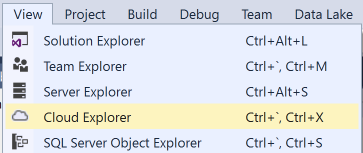 View Project Build Debug Team Data Lake
Solution Explorer Ctrl+Alt+L
Team Explorer Ctrl+`, Ctrl+M
Server Explorer Ctrl+Alt+S
Cloud Explorer Ctrl+`, Ctrl+X
SQL Server Object Explorer Ctrl+`, Ctrl+S